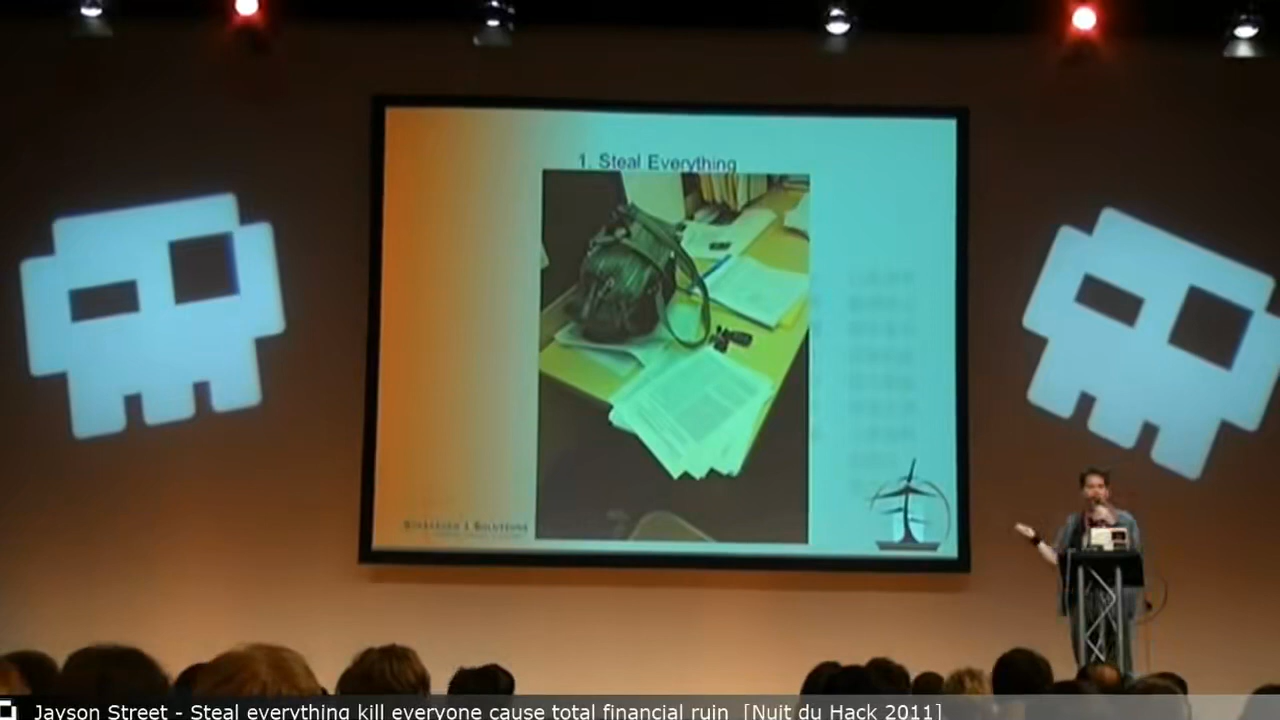 1. Steal Everything
Jayson Street - Steal everything kill everyone cause total financial ruin [Nuit du Hack 2011]